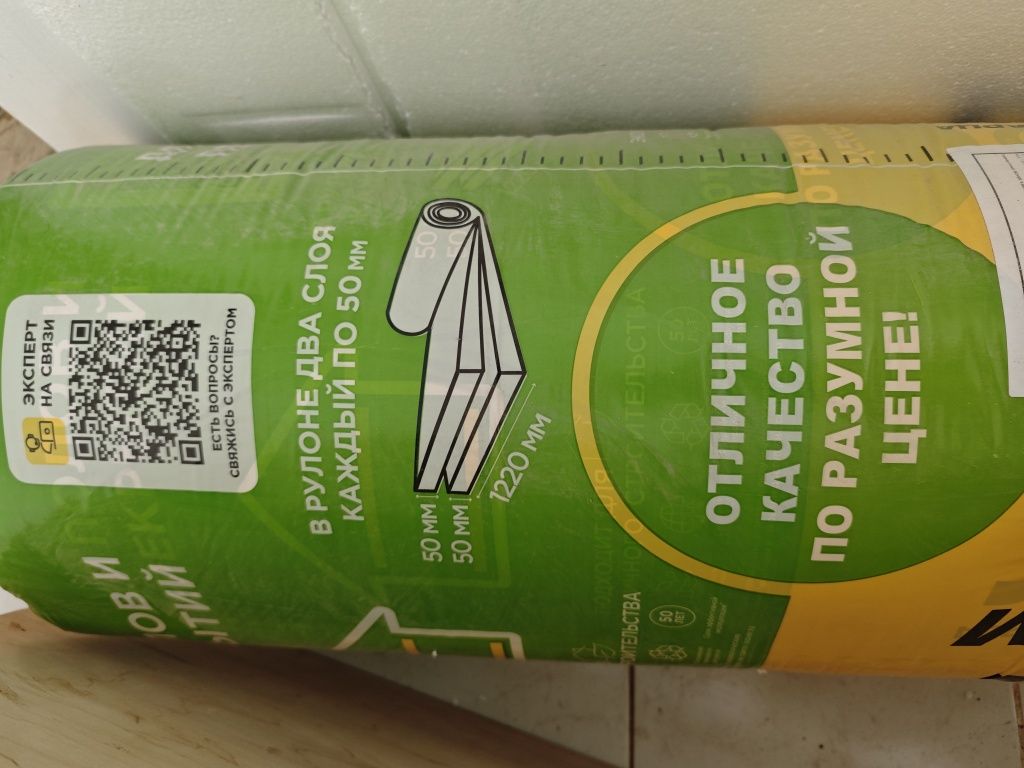 ЭКСПЕРТ
НА СВЯЗИ
ЕСТЬ ВОПРОСЫ?
СВЯЖИСЬ С ЭКСПЕРТОМ
В РУЛОНЕ ДВА СЛОЯ
КАЖДЫЙ ПО 50 ММ
50
50
50 ММ
50 ММ
1220 ММ
ОТЛИЧНОЕ
КАЧЕСТВО
ПО РАЗУМНОЙ
ЦЕНЕ!
50
ЛЕТ